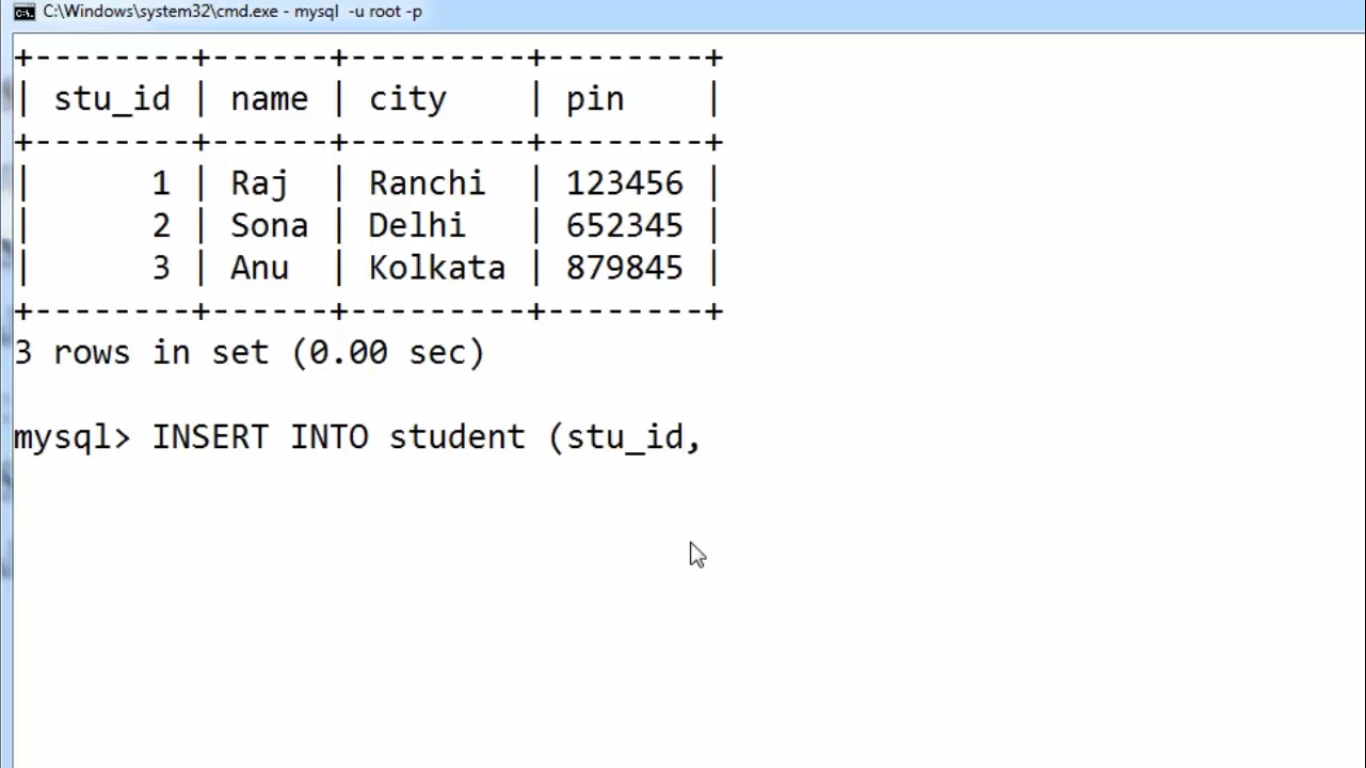 C:\Windows\system32\cmd.exe - mysql  -u root -p
+--------+------+---------+--------+
| stu_id | name | city    | pin    |
+--------+------+---------+--------+
|      1 | Raj  | Ranchi  | 123456 |
|      2 | Sona | Delhi   | 652345 |
|      3 | Anu  | Kolkata | 879845 |
+--------+------+---------+--------+
3 rows in set (0.00 sec)
mysql> INSERT INTO student (stu_id,